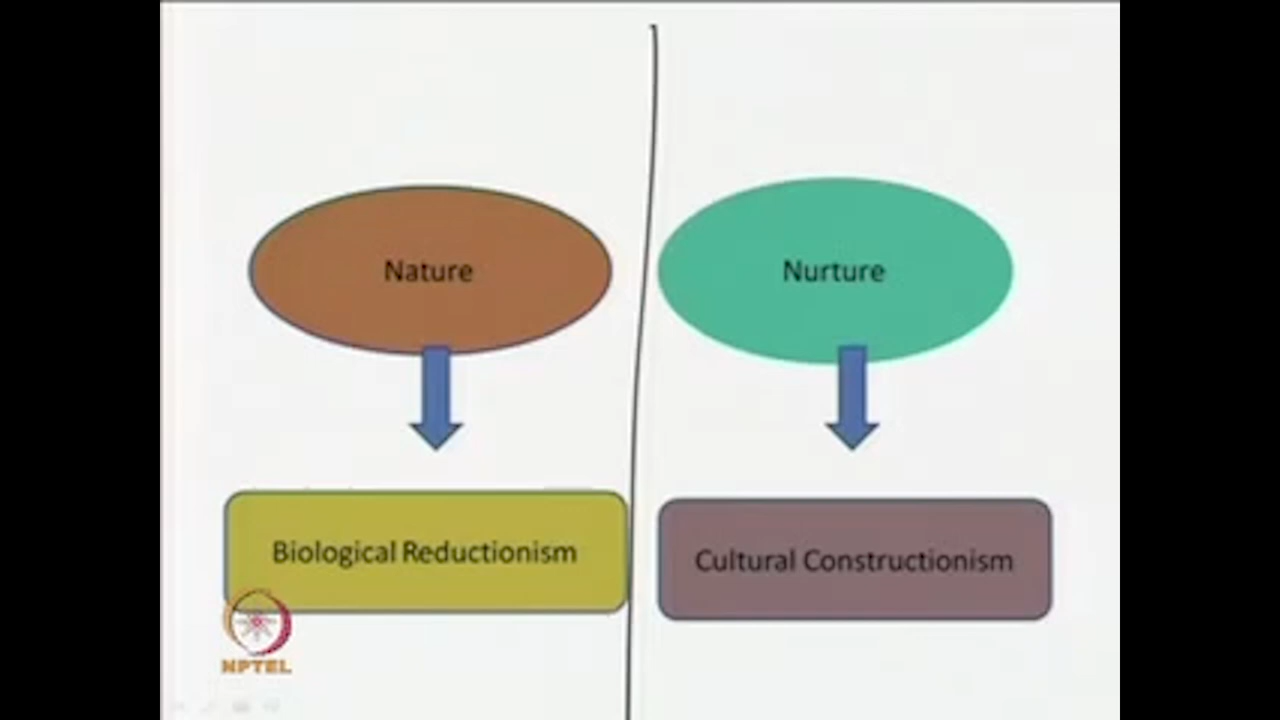 Nature
Nurture
Biological Reductionism
Cultural Constructionism
NPTEL